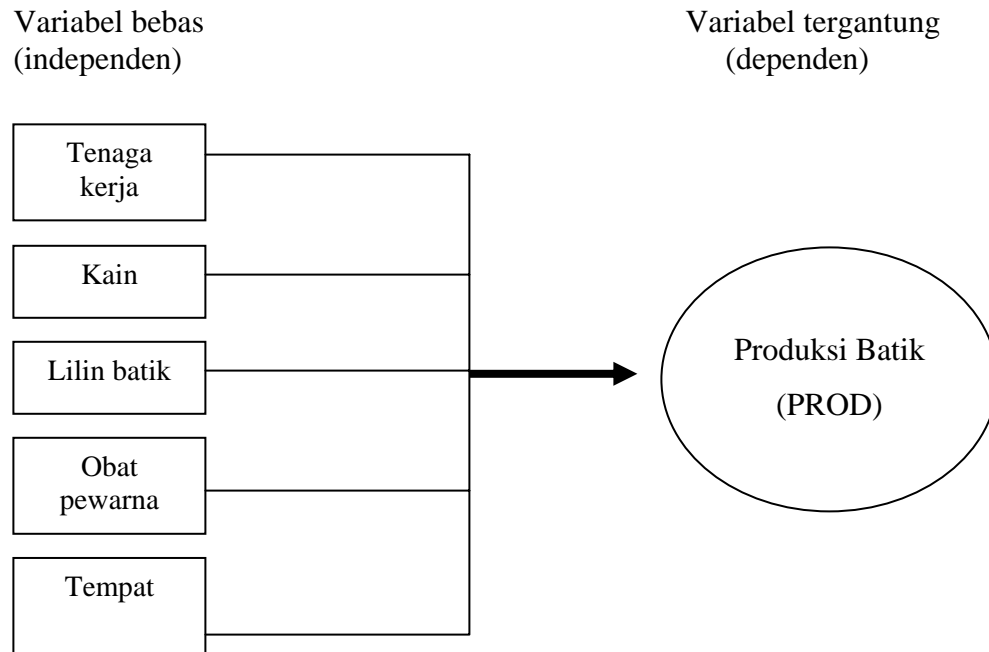 Variabel bebas
(independen)
Variabel tergantung
(dependen)
Tenaga
kerja
Kain
Lilin batik
Obat
pewarna
Tempat
Produksi Batik
(PROD)